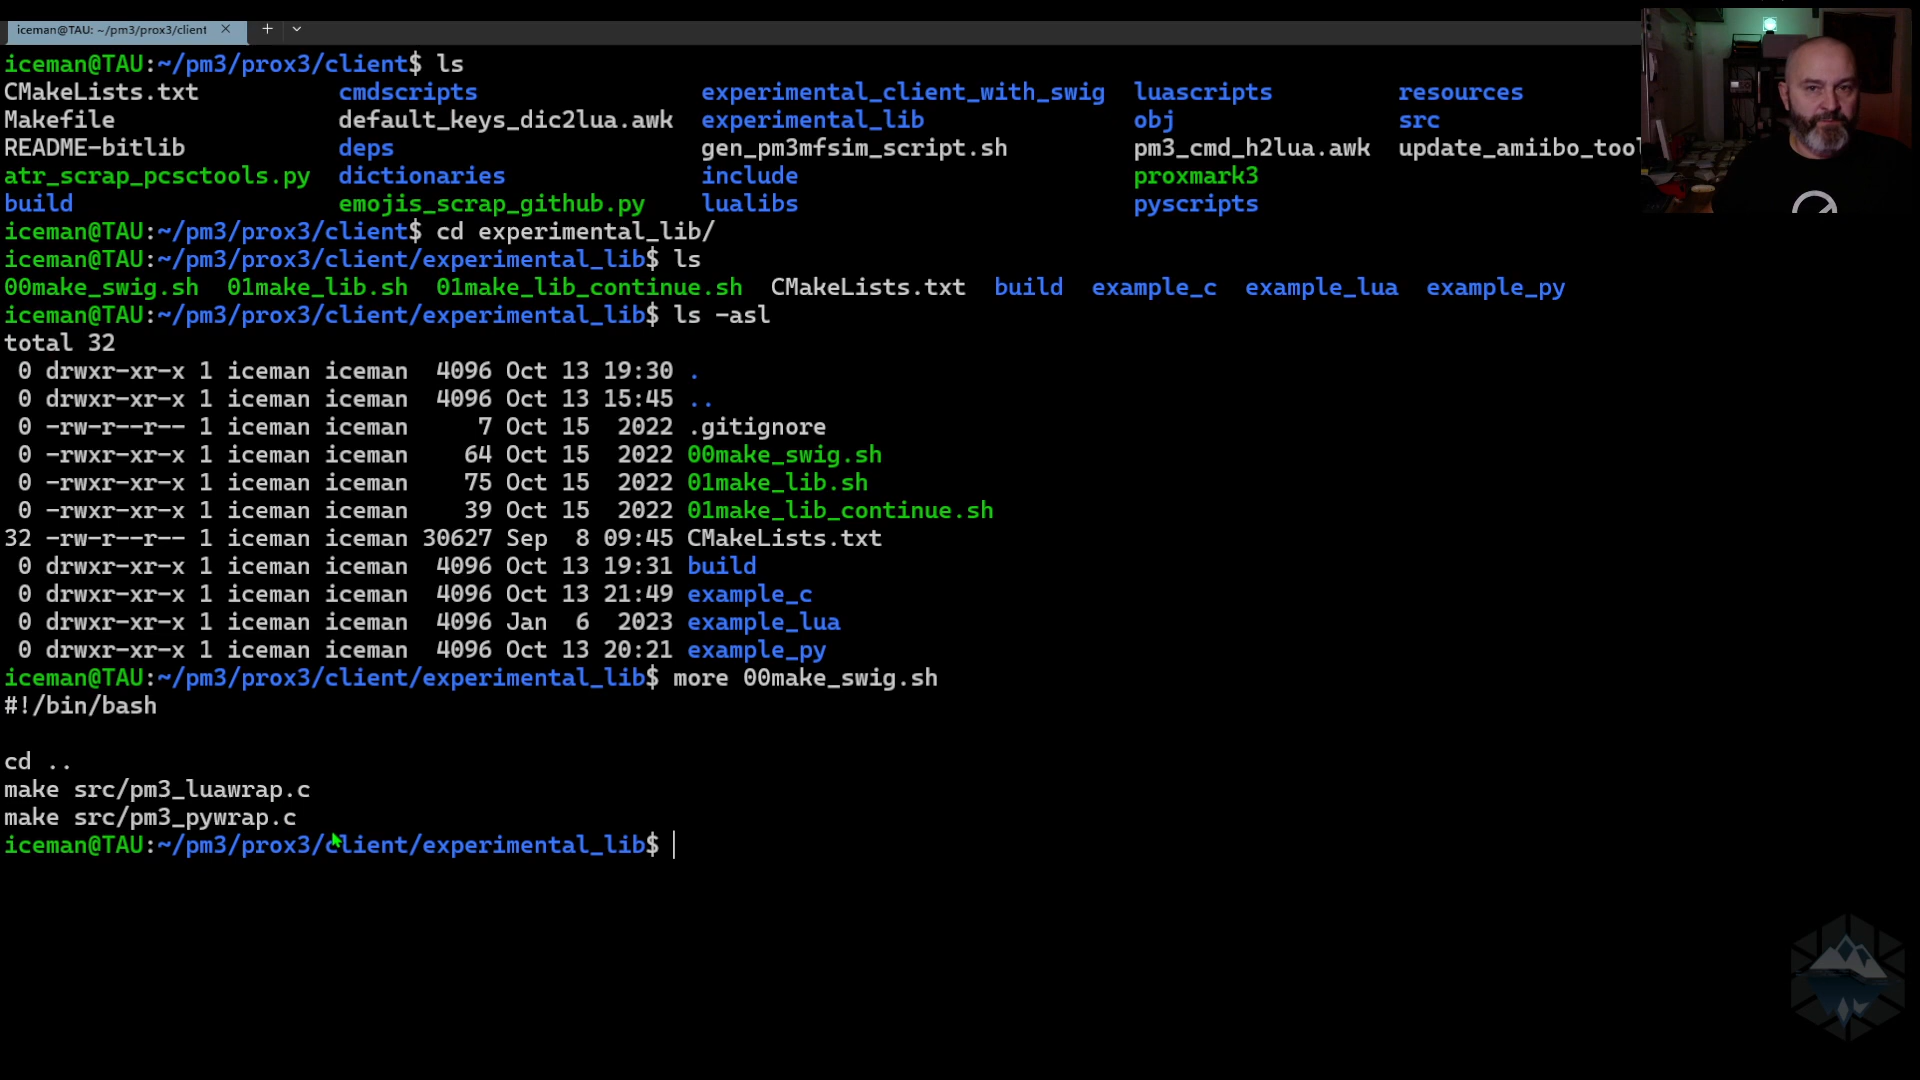 iceman@TAU: ~/pm3/prox3/client
iceman@TAU:~/pm3/prox3/client$ ls
CMakeLists.txt cmdscripts experimental_client_with_swig luascripts resources
Makefile default_keys_dic2lua.awk experimental_lib obj src
README-bitlib deps gen_pm3mfsim_script.sh pm3_cmd_h2lua.awk update_amiibo_tool
atr_scrap_pcsctools.py dictionaries include proxmark3
build emojis_scrap_github.py lualibs pyscripts
iceman@TAU:~/pm3/prox3/client$ cd experimental_lib/
iceman@TAU:~/pm3/prox3/client/experimental_lib$ ls
00make_swig.sh 01make_lib.sh 01make_lib_continue.sh CMakeLists.txt build example_c example_lua example_py
iceman@TAU:~/pm3/prox3/client/experimental_lib$ ls -asl
total 32
0 drwxr-xr-x 1 iceman iceman 4096 Oct 13 19:30 .
0 drwxr-xr-x 1 iceman iceman 4096 Oct 13 15:45 ..
0 -rw-r--r-- 1 iceman iceman 7 Oct 15 2022 .gitignore
0 -rwxr-xr-x 1 iceman iceman 64 Oct 15 2022 00make_swig.sh
0 -rwxr-xr-x 1 iceman iceman 75 Oct 15 2022 01make_lib.sh
0 -rwxr-xr-x 1 iceman iceman 39 Oct 15 2022 01make_lib_continue.sh
32 -rw-r--r-- 1 iceman iceman 30627 Sep 8 09:45 CMakeLists.txt
0 drwxr-xr-x 1 iceman iceman 4096 Oct 13 19:31 build
0 drwxr-xr-x 1 iceman iceman 4096 Oct 13 21:49 example_c
0 drwxr-xr-x 1 iceman iceman 4096 Jan 6 2023 example_lua
0 drwxr-xr-x 1 iceman iceman 4096 Oct 13 20:21 example_py
iceman@TAU:~/pm3/prox3/client/experimental_lib$ more 00make_swig.sh
#!/bin/bash
cd ..
make src/pm3_luawrap.c
make src/pm3_pywrap.c
iceman@TAU:~/pm3/prox3/client/experimental_lib$